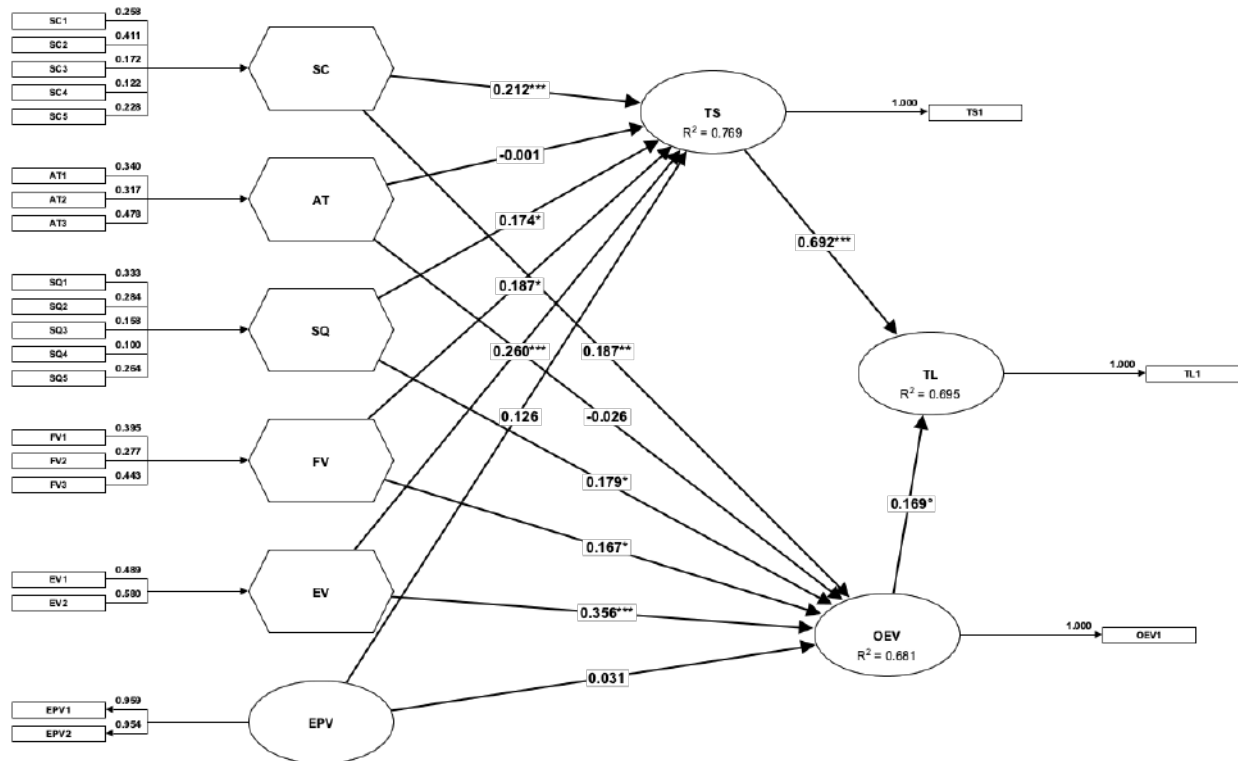 SC1 0.258
SC2 0.411
SC3 0.172
SC4 0.122
SC5 0.228
SC
0.212***
TS
R² = 0.769
1.000
TS1
AT1 0.340
AT2 0.317
AT3 0.478
AT
-0.001
0.174*
0.692***
SQ1 0.333
SQ2 0.284
SQ3 0.158
SQ4 0.100
SQ5 0.264
SQ
0.187*
0.260***
0.187**
TL
R² = 0.695
1.000
TL1
FV1 0.395
FV2 0.277
FV3 0.443
FV
0.126
-0.026
0.179*
0.167*
0.169*
EV1 0.489
EV2 0.580
EV
0.356***
OEV
R² = 0.681
1.000
OEV1
0.031
EPV1 0.959
EPV2 0.954
EPV